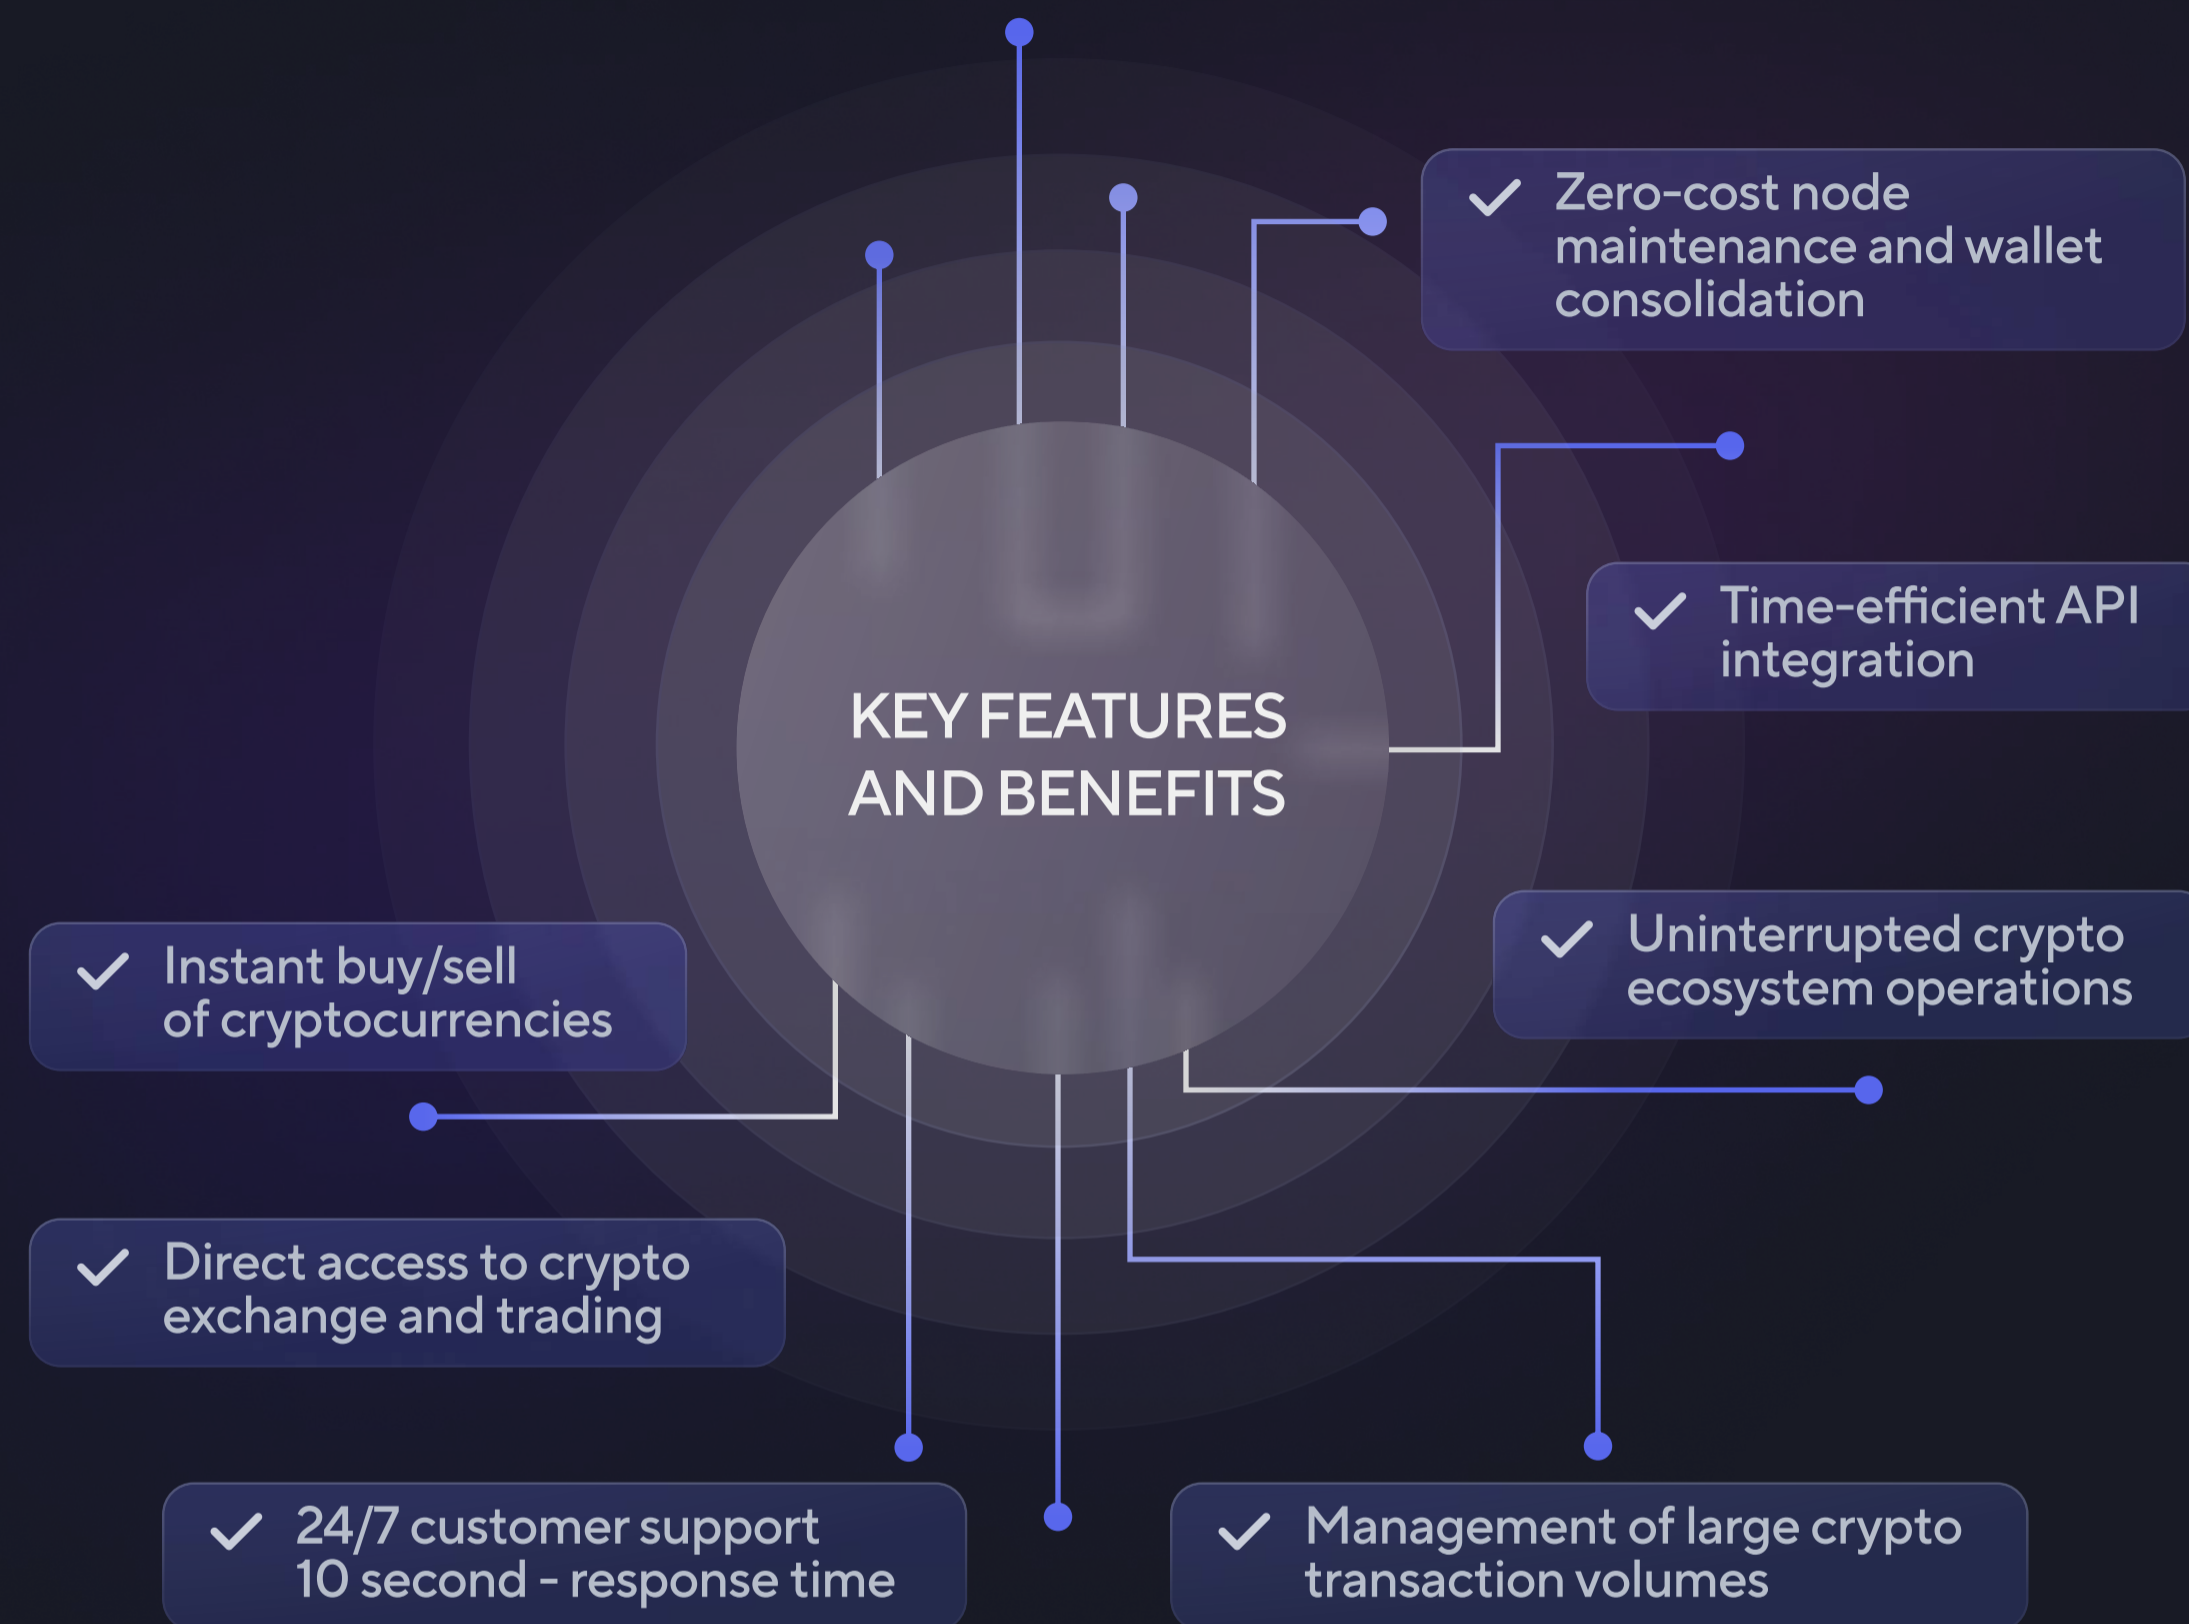 Zero-cost node
maintenance and wallet
consolidation
Time-efficient API
integration
KEY FEATURES
AND BENEFITS
Uninterrupted crypto
ecosystem operations
Instant buy/sell
of cryptocurrencies
Direct access to crypto
exchange and trading
24/7 customer support
10 second - response time
Management of large crypto
transaction volumes